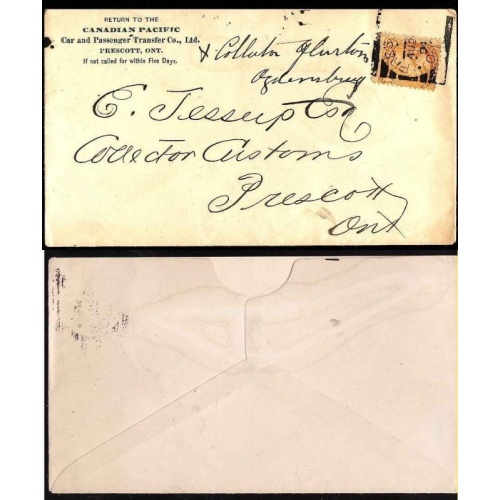 RETURN TO THE
CANADIAN PACIFIC
Car and Passenger Transfer Co., Ltd.
PRESCOTT, ONT.
If not called for within Five Days.
Ogdensburg
E. Jessup Esq
Collector Customs
Prescott
Ont